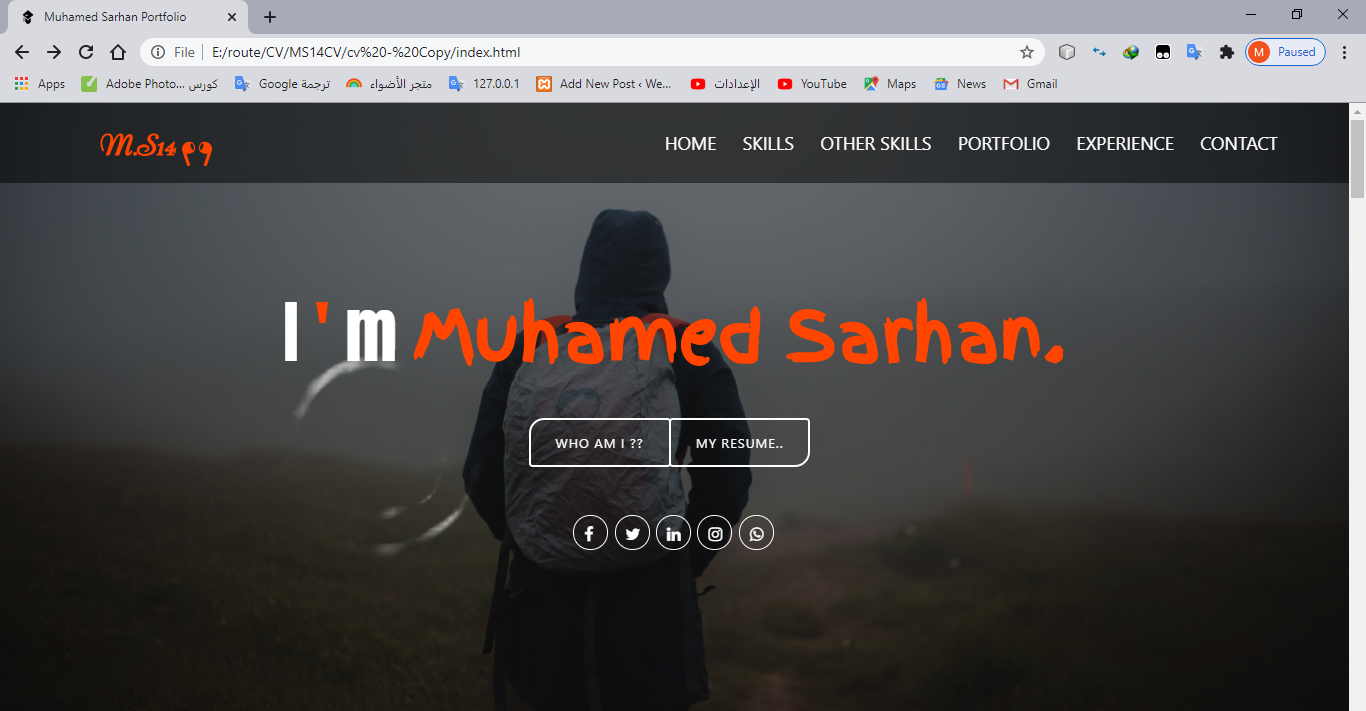 Muhamed Sarhan Portfolio
File E:/route/CV/MS14CV/cv%20-%20Copy/index.html
M Paused
Apps
Adobe Photo... كورس
ترجمة Google
متجر الأضواء
127.0.0.1
Add New Post ‹ We...
الإعدادات
YouTube
Maps
News
Gmail
M.S14
HOME SKILLS OTHER SKILLS PORTFOLIO EXPERIENCE CONTACT
I'm Muhamed Sarhan.
WHO AM I ?? MY RESUME..